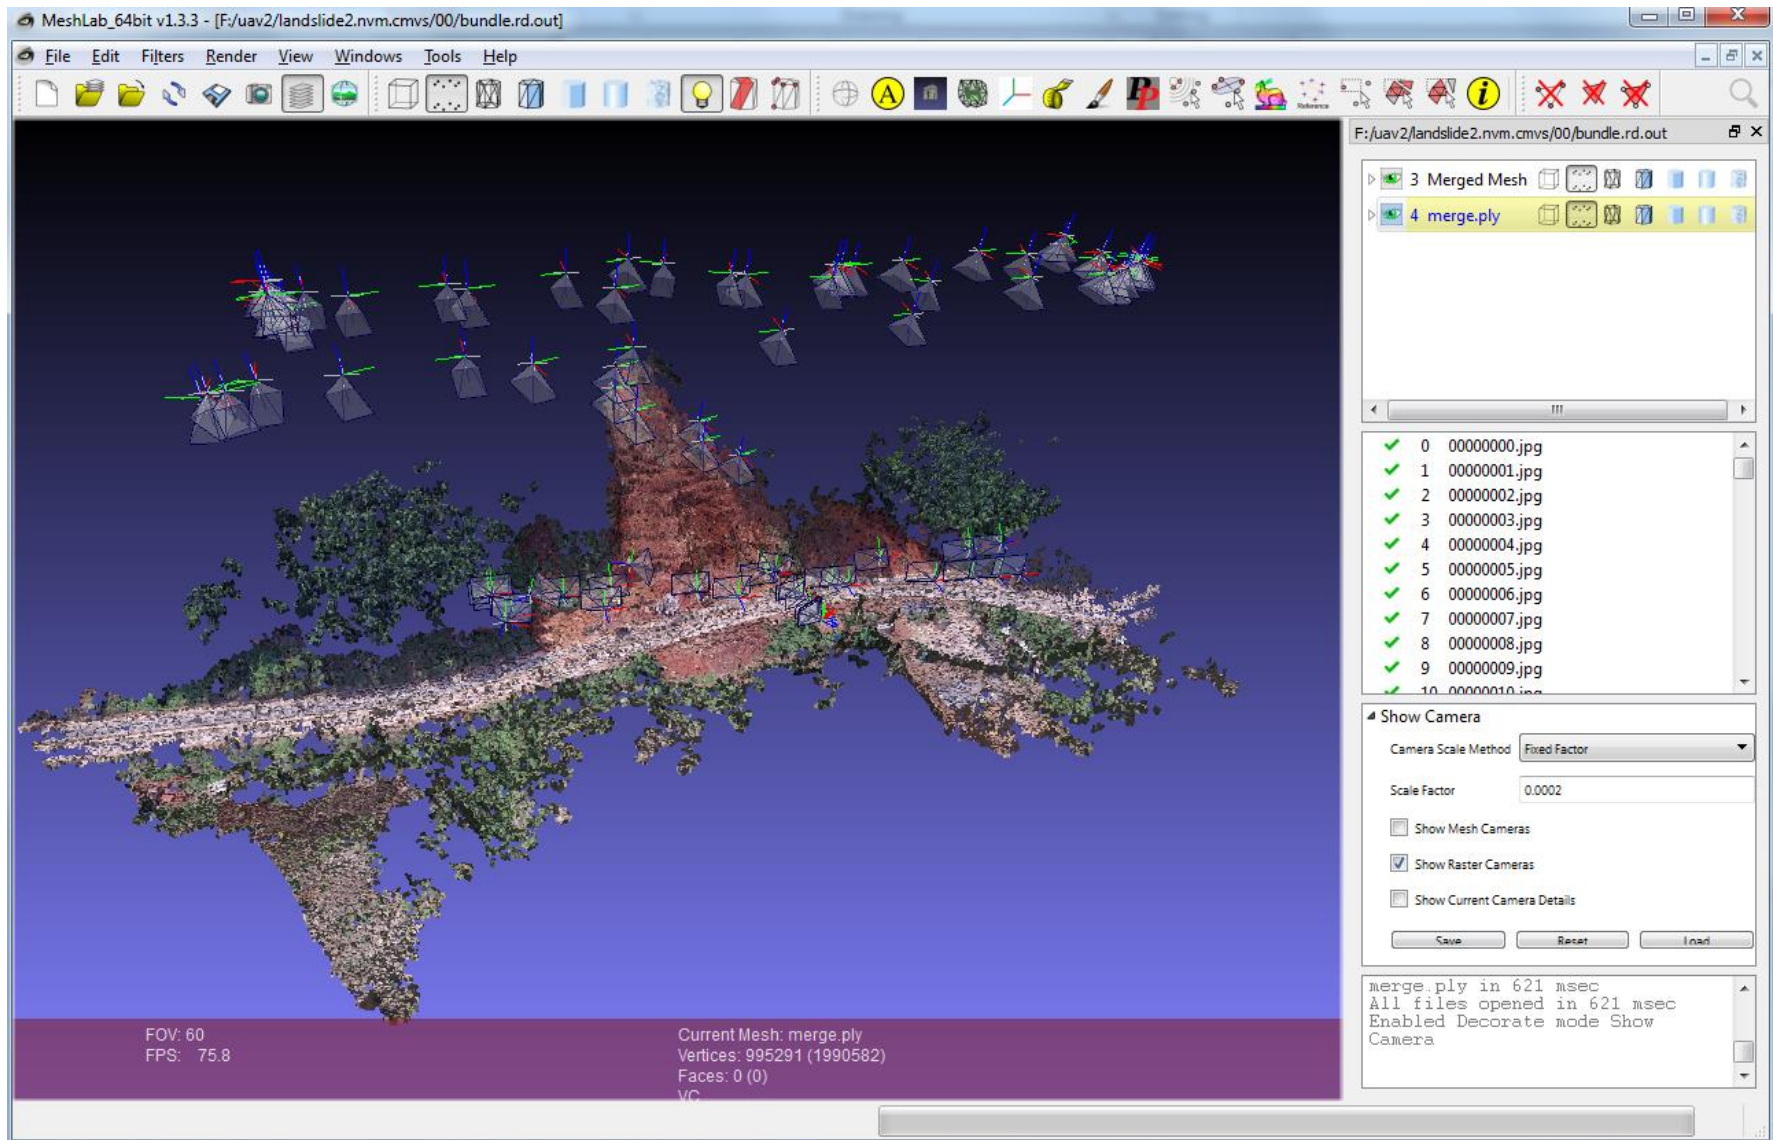 MeshLab_64bit v1.3.3 - [F:/uav2/landslide2.nvm.cmvs/00/bundle.rd.out]
File Edit Filters Render View Windows Tools Help
A
Pp
Reference
i
F:/uav2/landslide2.nvm.cmvs/00/bundle.rd.out
3 Merged Mesh
4 merge.ply
0 00000000.jpg
1 00000001.jpg
2 00000002.jpg
3 00000003.jpg
4 00000004.jpg
5 00000005.jpg
6 00000006.jpg
7 00000007.jpg
8 00000008.jpg
9 00000009.jpg
10 00000010.jpg
Show Camera
Camera Scale Method Fixed Factor
Scale Factor 0.0002
Show Mesh Cameras
Show Raster Cameras
Show Current Camera Details
Save Reset Load
merge.ply in 621 msec
All files opened in 621 msec
Enabled Decorate mode Show
Camera
FOV: 60
FPS: 75.8
Current Mesh: merge.ply
Vertices: 995291 (1990582)
Faces: 0 (0)
VC